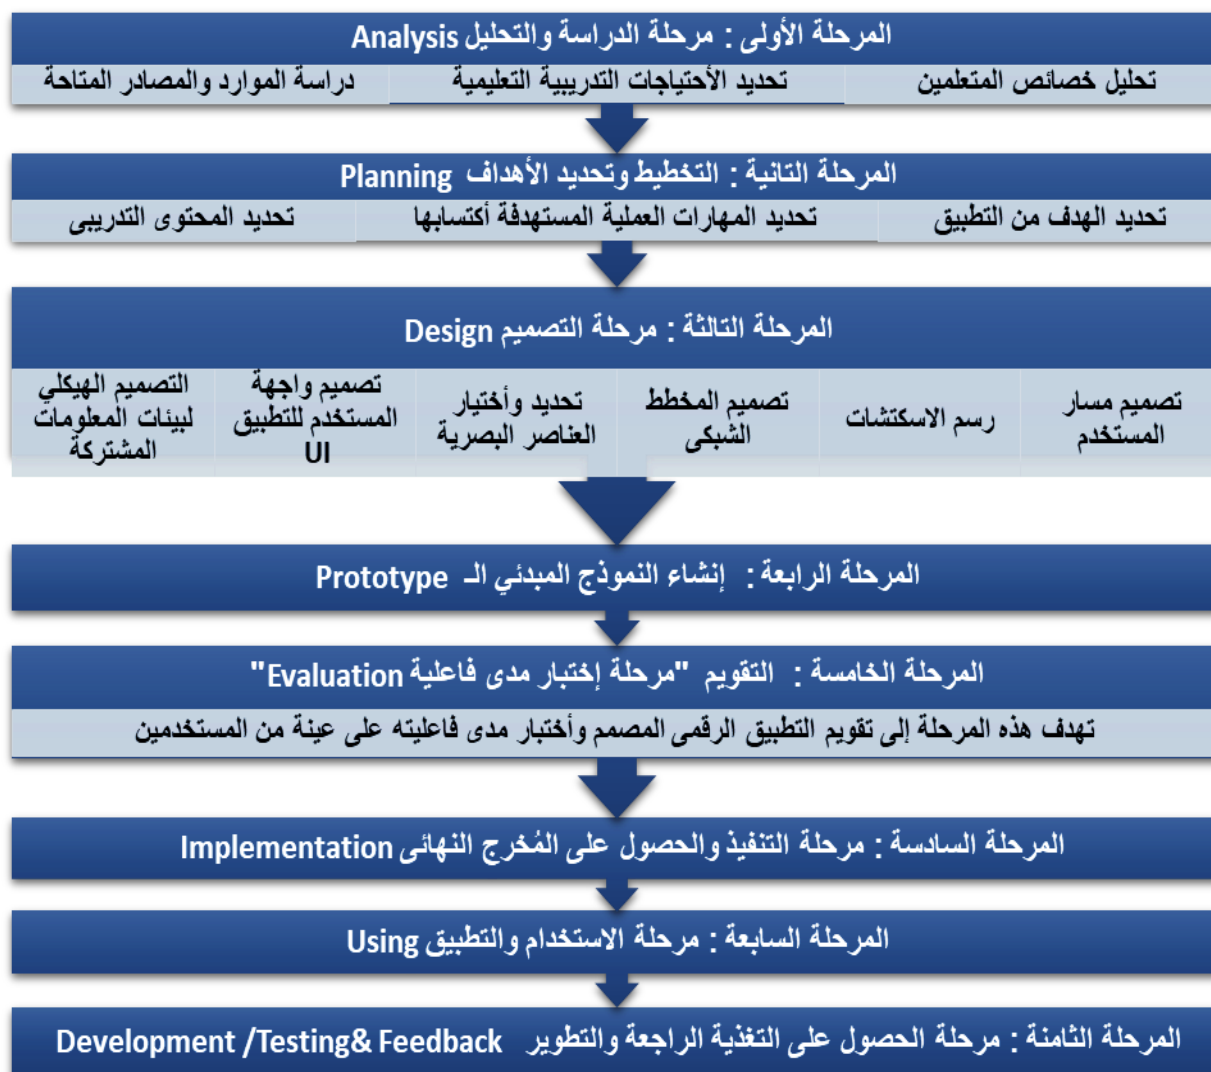 المرحلة الأولى : مرحلة الدراسة والتحليل Analysis
تحليل خصائص المتعلمين
تحديد الأحتياجات التدريبية التعليمية
دراسة الموارد والمصادر المتاحة
المرحلة الثانية : التخطيط وتحديد الأهداف Planning
تحديد الهدف من التطبيق
تحديد المهارات العملية المستهدفة أكتسابها
تحديد المحتوى التدريبى
المرحلة الثالثة : مرحلة التصميم Design
تصميم مسار
المستخدم
رسم الاسكتشات
تصميم المخطط
الشبكى
تحديد وأختيار
العناصر البصرية
تصميم واجهة
المستخدم للتطبيق
UI
التصميم الهيكلي
لبيئات المعلومات
المشتركة
المرحلة الرابعة : إنشاء النموذج المبدئي الـ Prototype
المرحلة الخامسة : التقويم "مرحلة إختبار مدى فاعلية Evaluation"
تهدف هذه المرحلة إلى تقويم التطبيق الرقمى المصمم وأختبار مدى فاعليته على عينة من المستخدمين
المرحلة السادسة : مرحلة التنفيذ والحصول على المُخرج النهائى Implementation
المرحلة السابعة : مرحلة الاستخدام والتطبيق Using
المرحلة الثامنة : مرحلة الحصول على التغذية الراجعة والتطوير Development /Testing& Feedback